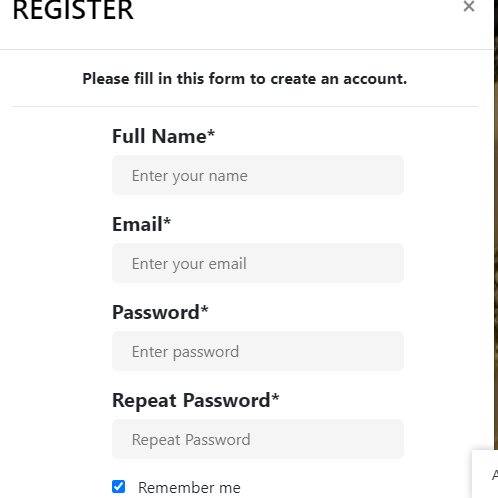 REGISTER
×
Please fill in this form to create an account.
Full Name*
Enter your name
Email*
Enter your email
Password*
Enter password
Repeat Password*
Repeat Password
Remember me